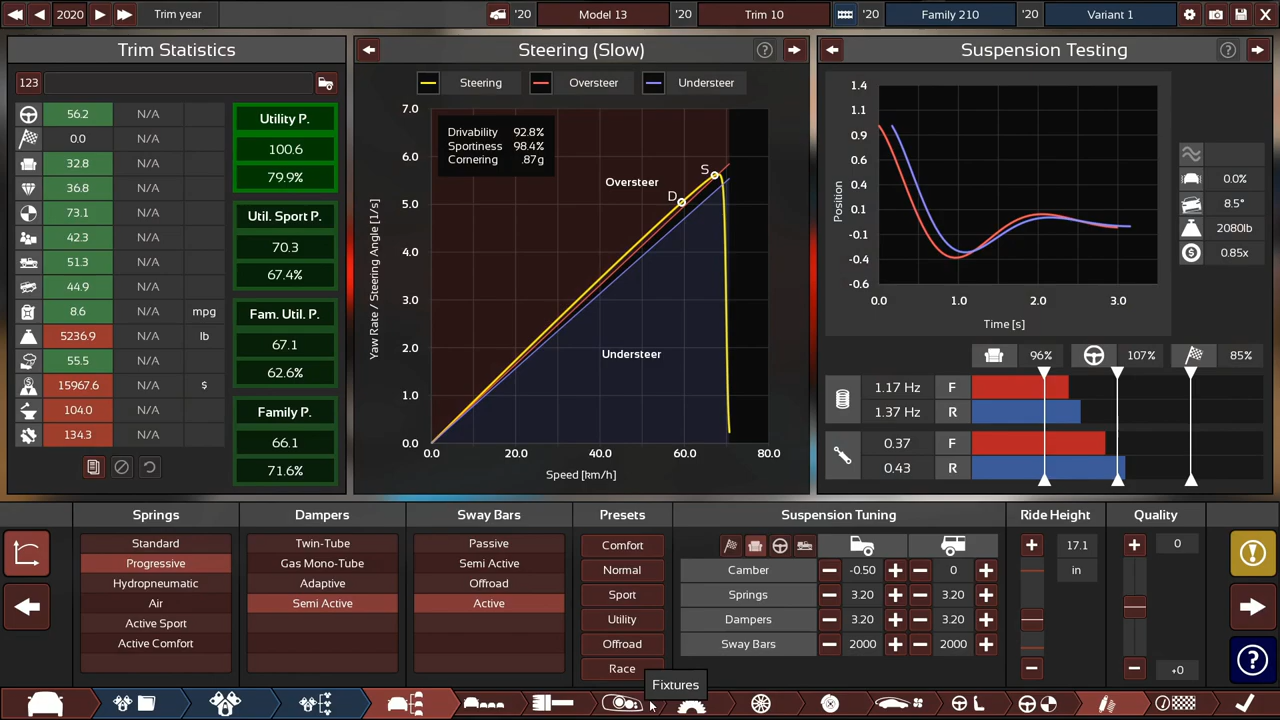 2020 Trim year '20 Model 13 '20 Trim 10 '20 Family 210 '20 Variant 1
Trim Statistics
123
56.2 N/A
0.0 N/A
32.8 N/A
36.8 N/A
73.1 N/A
42.3 N/A
51.3 N/A
44.9 N/A
8.6 N/A mpg
5236.9 N/A lb
55.5 N/A
15967.6 N/A $
104.0 N/A
134.3 N/A
Utility P.
100.6
79.9%
Util. Sport P.
70.3
67.4%
Fam. Util. P.
67.1
62.6%
Family P.
66.1
71.6%
Steering (Slow) ?
Steering Oversteer Understeer
Drivability 92.8%
Sportiness 98.4%
Cornering .87g
Oversteer
Understeer
S
D
7.0
6.0
5.0
4.0
3.0
2.0
1.0
0.0
0.0 20.0 40.0 60.0 80.0
Yaw Rate / Steering Angle [1/s]
Speed [km/h]
Suspension Testing ?
1.4
1.1
0.9
0.6
0.4
0.1
-0.1
-0.4
-0.6
0.0 1.0 2.0 3.0
Position
Time [s]
0.0%
8.5°
2080lb
$ 0.85x
96% 107% 85%
1.17 Hz F
1.37 Hz R
0.37 F
0.43 R
Springs
Standard
Progressive
Hydropneumatic
Air
Active Sport
Active Comfort
Dampers
Twin-Tube
Gas Mono-Tube
Adaptive
Semi Active
Sway Bars
Passive
Semi Active
Offroad
Active
Presets
Comfort
Normal
Sport
Utility
Offroad
Race
Suspension Tuning
Camber -0.50 0
Springs 3.20 3.20
Dampers 3.20 3.20
Sway Bars 2000 2000
Ride Height
17.1
in
Quality
0
+0
!
?
Fixtures